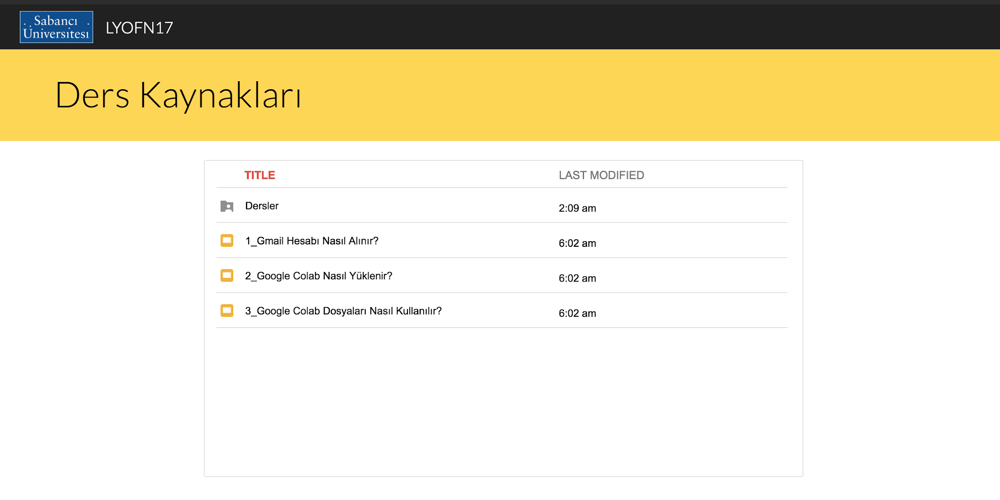 Sabancı
Üniversitesi
LYOFN17
Ders Kaynakları
TITLE LAST MODIFIED
Dersler 2:09 am
1_Gmail Hesabı Nasıl Alınır? 6:02 am
2_Google Colab Nasıl Yüklenir? 6:02 am
3_Google Colab Dosyaları Nasıl Kullanılır? 6:02 am